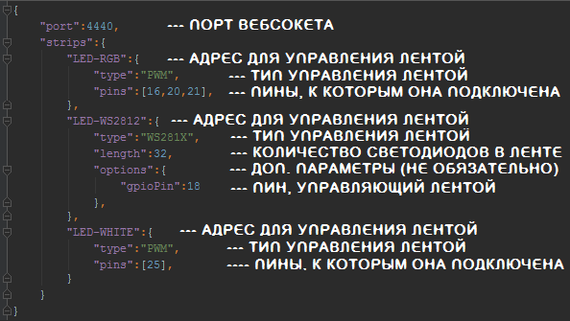 {
"port":4440, --- ПОРТ ВЕБСОКЕТА
"strips":{
"LED-RGB":{ --- АДРЕС ДЛЯ УПРАВЛЕНИЯ ЛЕНТОЙ
"type":"PWM", --- ТИП УПРАВЛЕНИЯ ЛЕНТОЙ
"pins":[16,20,21], --- ПИНЫ, К КОТОРЫМ ОНА ПОДКЛЮЧЕНА
},
"LED-WS2812":{ --- АДРЕС ДЛЯ УПРАВЛЕНИЯ ЛЕНТОЙ
"type":"WS281X", --- ТИП УПРАВЛЕНИЯ ЛЕНТОЙ
"length":32, --- КОЛИЧЕСТВО СВЕТОДИОДОВ В ЛЕНТЕ
"options":{ --- ДОП. ПАРАМЕТРЫ (НЕ ОБЯЗАТЕЛЬНО)
"gpioPin":18 --- ПИН, УПРАВЛЯЮЩИЙ ЛЕНТОЙ
},
},
"LED-WHITE":{ --- АДРЕС ДЛЯ УПРАВЛЕНИЯ ЛЕНТОЙ
"type":"PWM", --- ТИП УПРАВЛЕНИЯ ЛЕНТОЙ
"pins":[25], ---- ПИНЫ, К КОТОРЫМ ОНА ПОДКЛЮЧЕНА
}
}
}